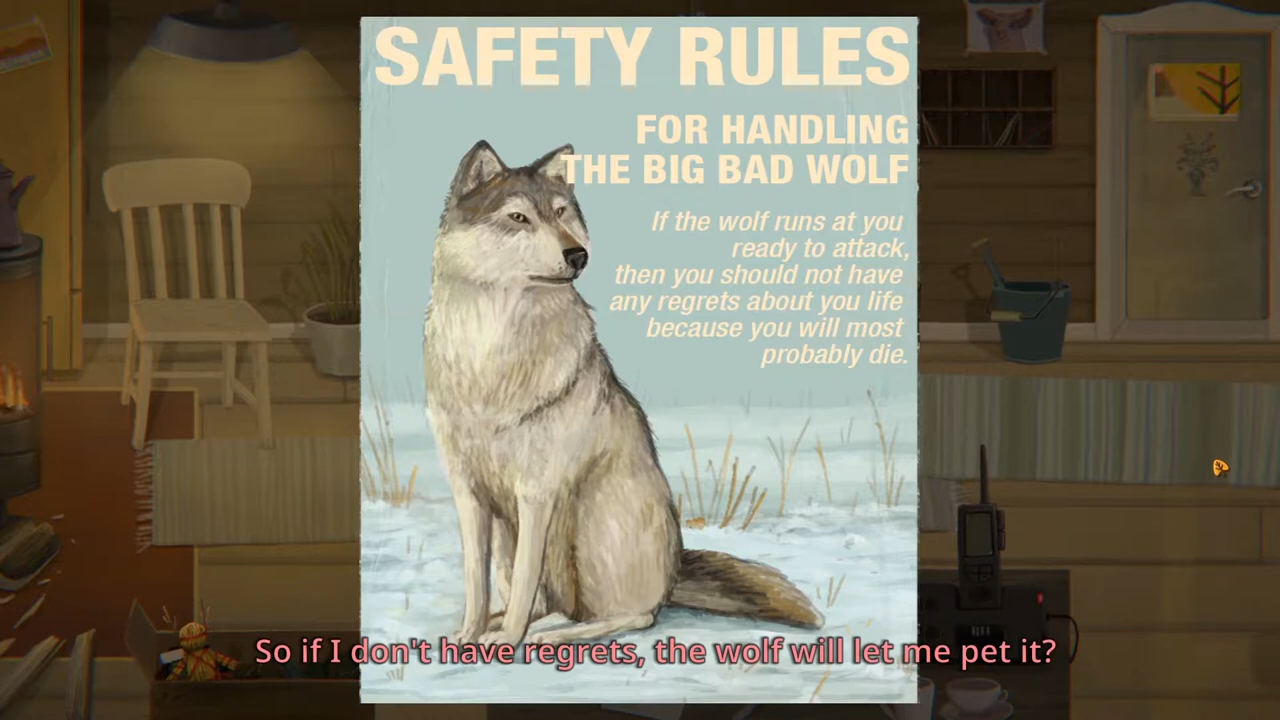 SAFETY RULES
FOR HANDLING
THE BIG BAD WOLF
If the wolf runs at you
ready to attack,
then you should not have
any regrets about you life
because you will most
probably die.
So if I don't have regrets, the wolf will let me pet it?